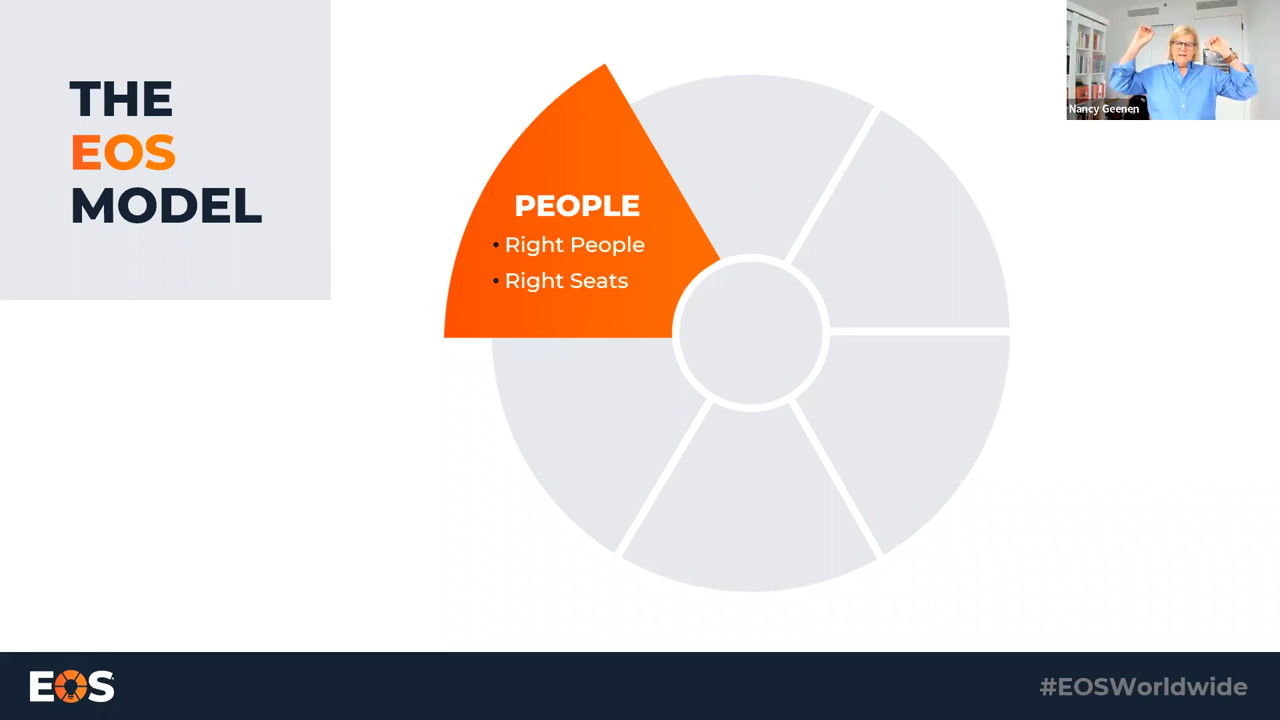 THE
EOS
MODEL
PEOPLE
• Right People
• Right Seats
Nancy Geenen
EOS
#EOSWorldwide